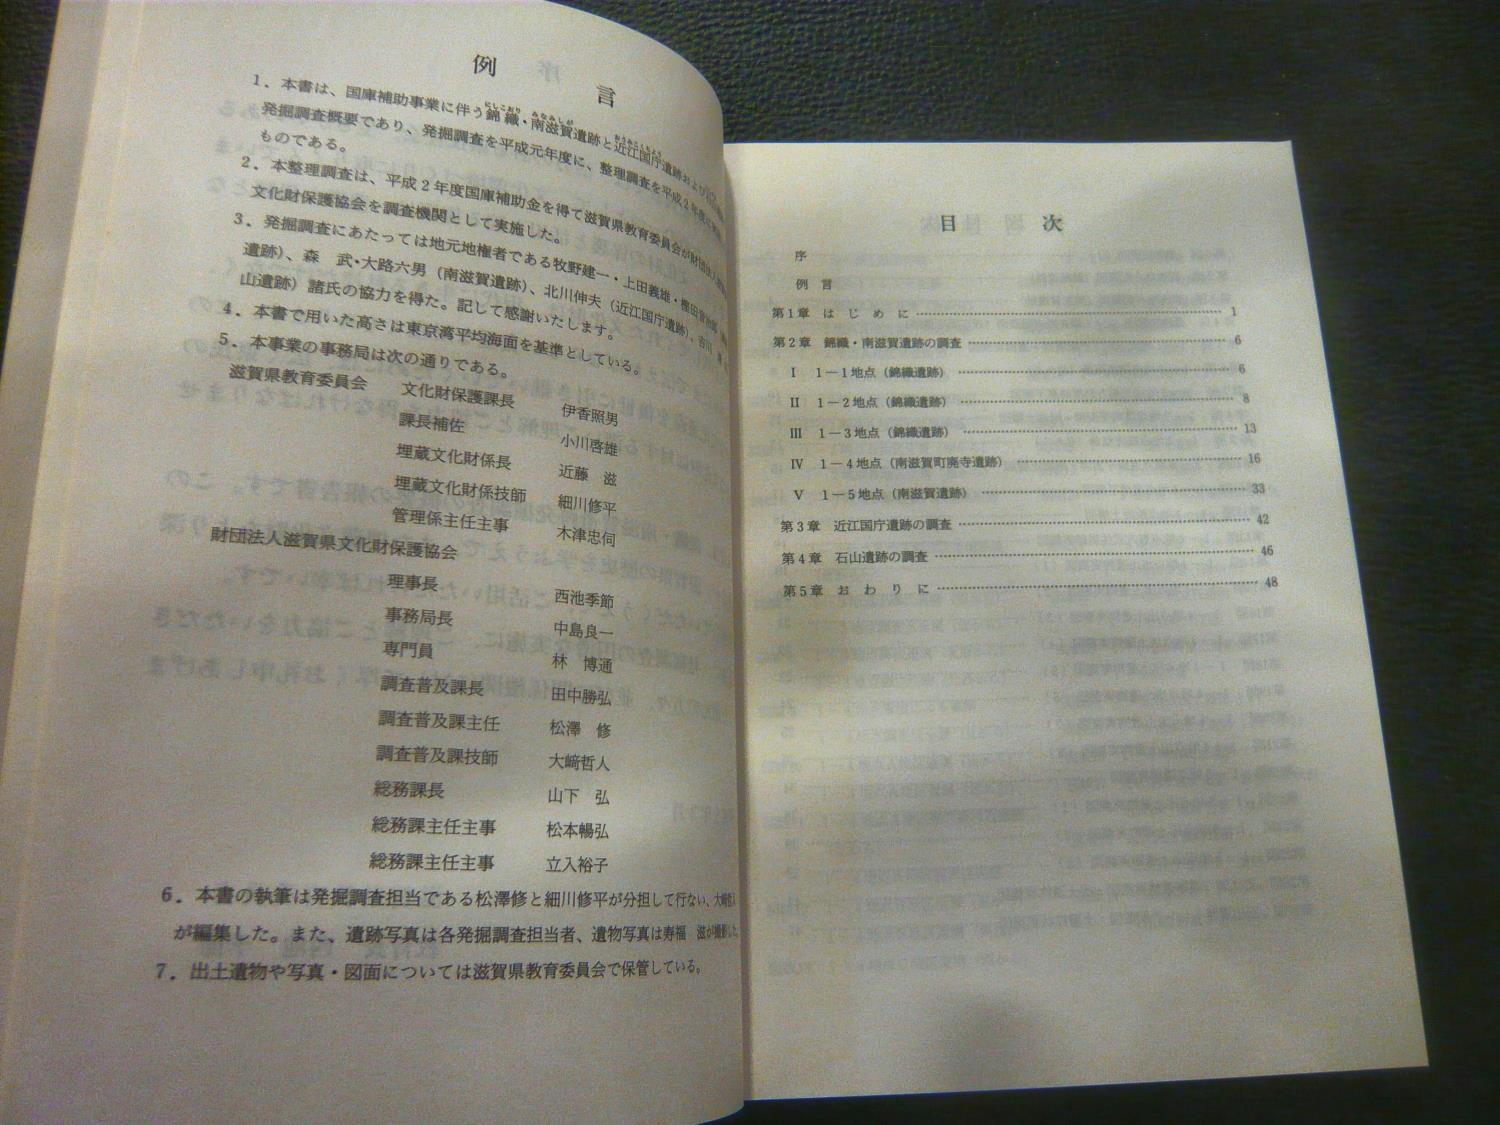 例 言
1．本書は、国庫補助事業に伴う錦織・南滋賀遺跡と近江国庁遺跡および
発掘調査概要であり、発掘調査を平成元年度に、整理調査を平成2年度に
ものである。
2．本整理調査は、平成2年度国庫補助金を得て滋賀県教育委員会が財団法人
文化財保護協会を調査機関として実施した。
3．発掘調査にあたっては地元地権者である牧野建一・上田義雄・
遺跡）、森 武・大路六男（南滋賀遺跡）、北川伸夫（近江国庁遺跡）、
山遺跡）諸氏の協力を得た。記して感謝いたします。
4．本書で用いた高さは東京湾平均海面を基準としている。
5．本事業の事務局は次の通りである。
滋賀県教育委員会 文化財保護課長 伊香照男
課長補佐 小川啓雄
埋蔵文化財係長 近藤 滋
埋蔵文化財係技師 細川修平
管理係主任主事 木津忠伺
財団法人滋賀県文化財保護協会
理事長 西池季節
事務局長 中島良一
専門員 林 博通
調査普及課長 田中勝弘
調査普及課主任 松澤 修
調査普及課技師 大﨑哲人
総務課長 山下 弘
総務課主任主事 松本暢弘
総務課主任主事 立入裕子
6．本書の執筆は発掘調査担当である松澤修と細川修平が分担して行ない、大﨑哲人
が編集した。また、遺跡写真は各発掘調査担当者、遺物写真は寿福 滋が撮影した
7．出土遺物や写真・図面については滋賀県教育委員会で保管している。
目 次
序
例 言
第1章 は じ め に 1
第2章 錦織・南滋賀遺跡の調査 6
Ⅰ 1－1地点（錦織遺跡） 6
Ⅱ 1－2地点（錦織遺跡） 8
Ⅲ 1－3地点（錦織遺跡） 13
Ⅳ 1－4地点（南滋賀町廃寺遺跡） 16
Ⅴ 1－5地点（南滋賀遺跡） 33
第3章 近江国庁遺跡の調査 42
第4章 石山遺跡の調査 46
第5章 お わ り に 48